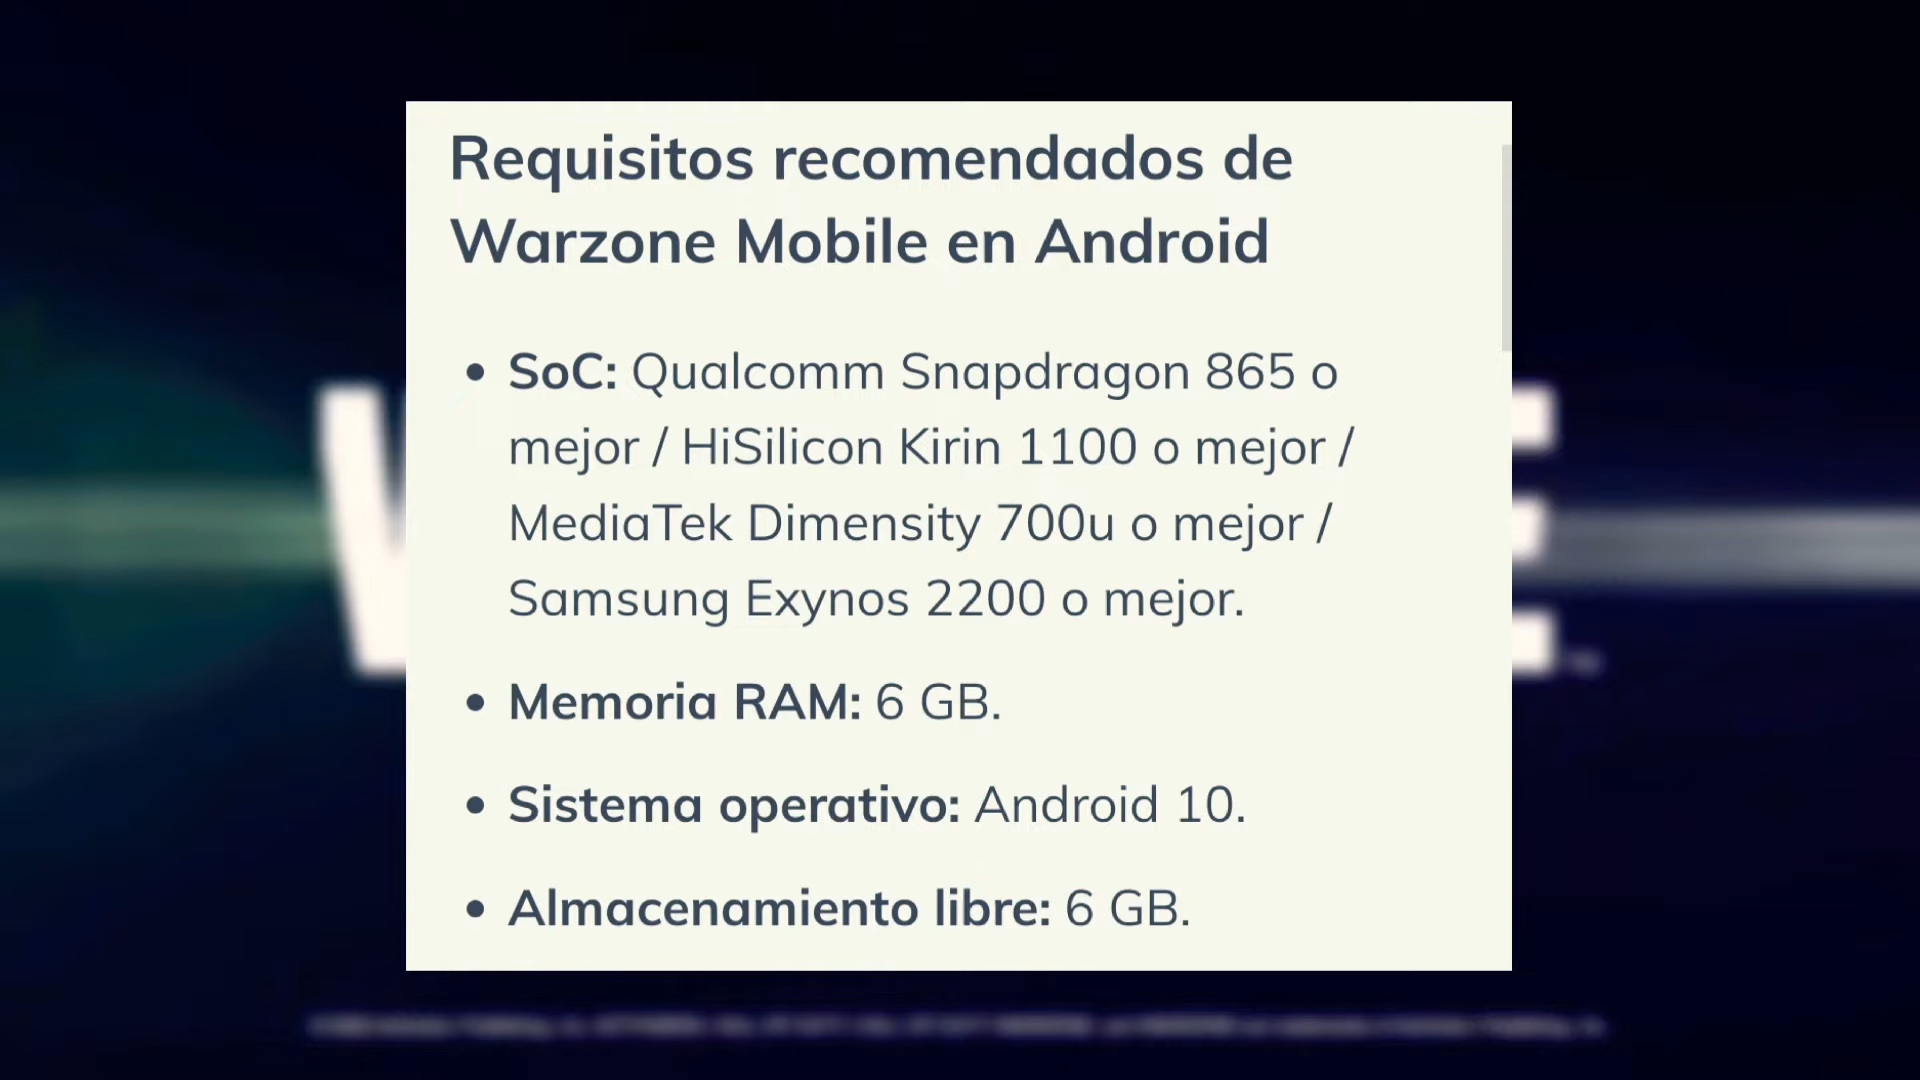 Requisitos recomendados de
Warzone Mobile en Android
• SoC: Qualcomm Snapdragon 865 o
mejor / HiSilicon Kirin 1100 o mejor /
MediaTek Dimensity 700u o mejor /
Samsung Exynos 2200 o mejor.
• Memoria RAM: 6 GB.
• Sistema operativo: Android 10.
• Almacenamiento libre: 6 GB.